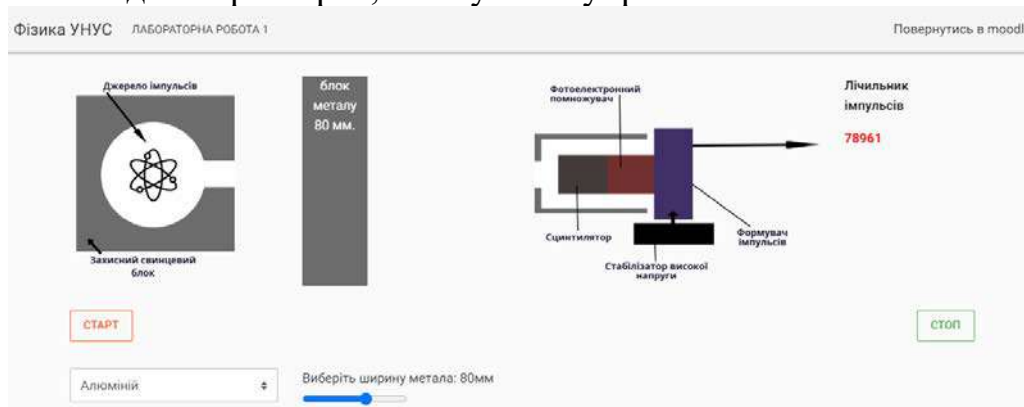 Фізика УНУС
ЛАБОРАТОРНА РОБОТА 1
Повернутись в moodl
Джерело імпульсів
блок
металу
80 мм.
Фотоелектронний
помножувач
Лічильник
імпульсів
78961
Сцинтилятор
Формувач
імпульсів
Захисний свинцевий
блок
Стабілізатор високої
напруги
СТАРТ
СТОП
Алюміній
Виберіть ширину метала: 80мм